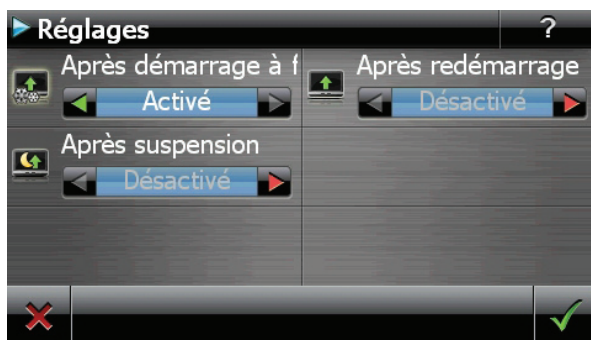 Réglages ?
Après démarrage à f
Activé
Après redémarrage
Désactivé
Après suspension
Désactivé